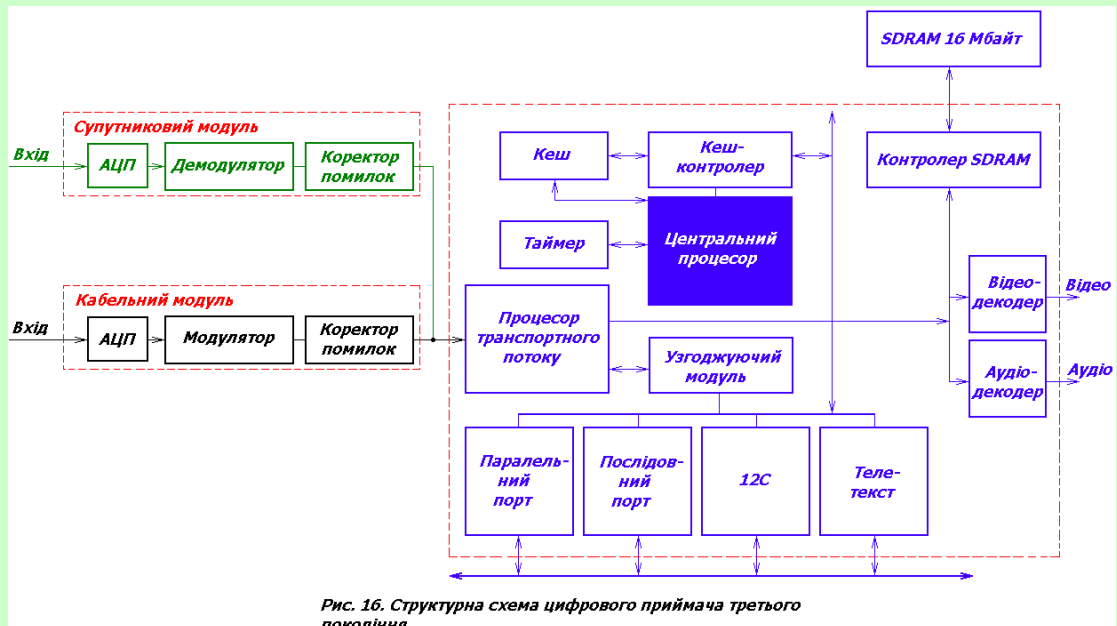 SDRAM 16 Мбайт
Супутниковий модуль
Вхід
АЦП
Демодулятор
Коректор
помилок
Кеш
Кеш-
контролер
Контролер SDRAM
Таймер
Центральний
процесор
Кабельний модуль
Вхід
АЦП
Модулятор
Коректор
помилок
Процесор
транспортного
потоку
Узгоджуючий
модуль
Відео-
декодер
Відео
Аудіо-
декодер
Аудіо
Паралель-
ний
порт
Послідов-
ний
порт
12С
Теле-
текст
Рис. 16. Структурна схема цифрового приймача третього
покоління